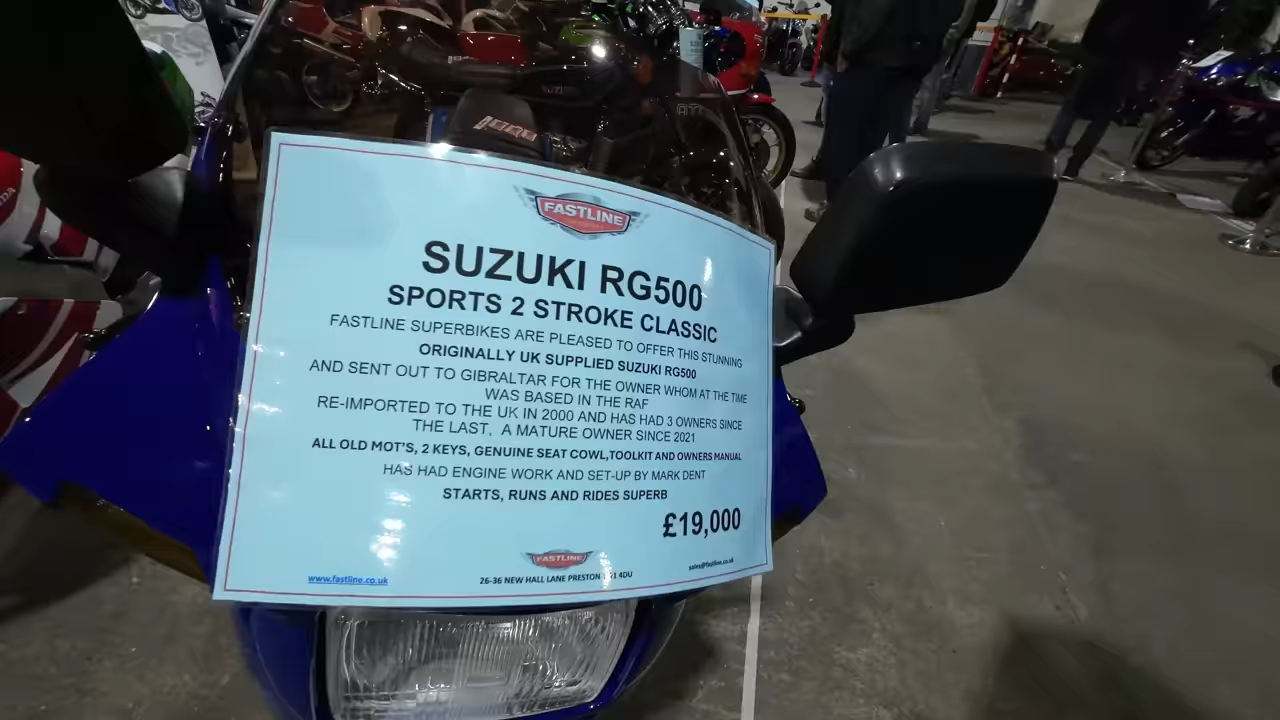 FASTLINE
SUZUKI RG500
SPORTS 2 STROKE CLASSIC
FASTLINE SUPERBIKES ARE PLEASED TO OFFER THIS STUNNING
ORIGINALLY UK SUPPLIED SUZUKI RG500
AND SENT OUT TO GIBRALTAR FOR THE OWNER WHOM AT THE TIME
WAS BASED IN THE RAF
RE-IMPORTED TO THE UK IN 2000 AND HAS HAD 3 OWNERS SINCE
THE LAST, A MATURE OWNER SINCE 2021
ALL OLD MOT'S, 2 KEYS, GENUINE SEAT COWL,TOOLKIT AND OWNERS MANUAL
HAS HAD ENGINE WORK AND SET-UP BY MARK DENT
STARTS, RUNS AND RIDES SUPERB
£19,000
FASTLINE
www.fastline.co.uk
26-36 NEW HALL LANE PRESTON 4DU
sales@fastline.co.uk